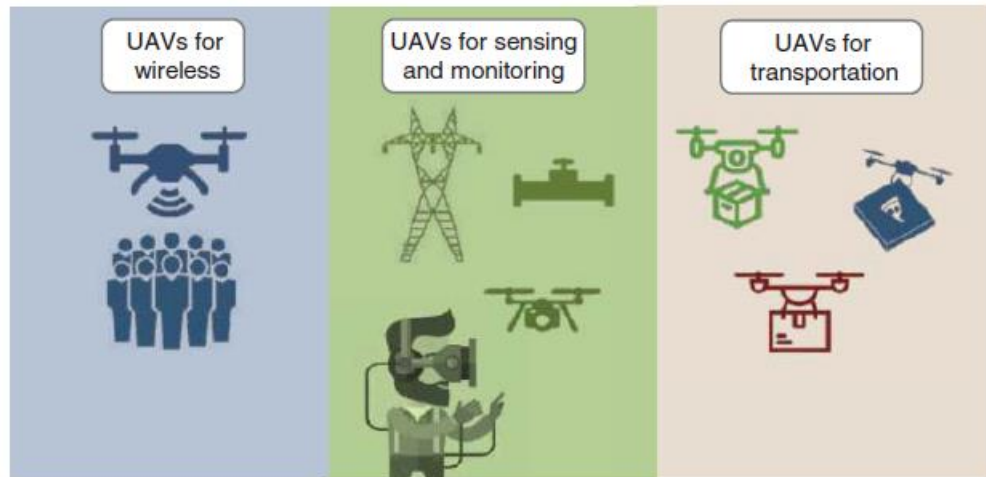 UAVs for
wireless
UAVs for sensing
and monitoring
UAVs for
transportation